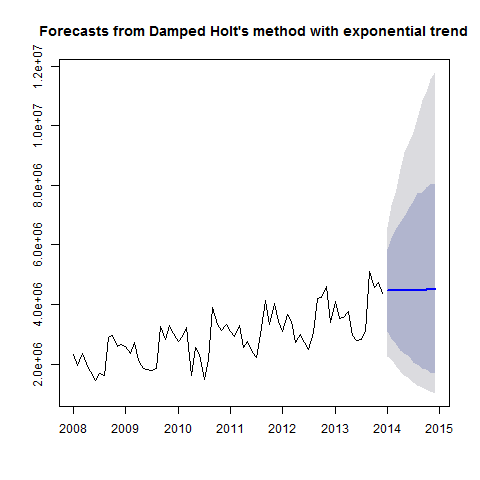 Forecasts from Damped Holt's method with exponential trend
1.2e+07
1.0e+07
8.0e+06
6.0e+06
4.0e+06
2.0e+06
2008 2009 2010 2011 2012 2013 2014 2015